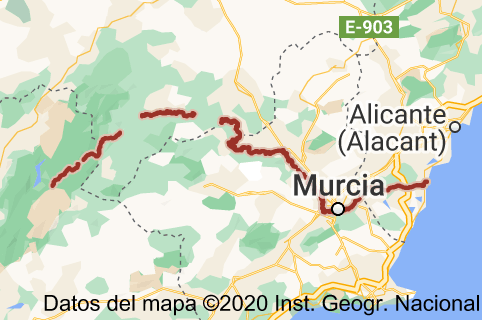 E-903
Alicante
(Alacant)
Murcia
Datos del mapa ©2020 Inst. Geogr. Nacional